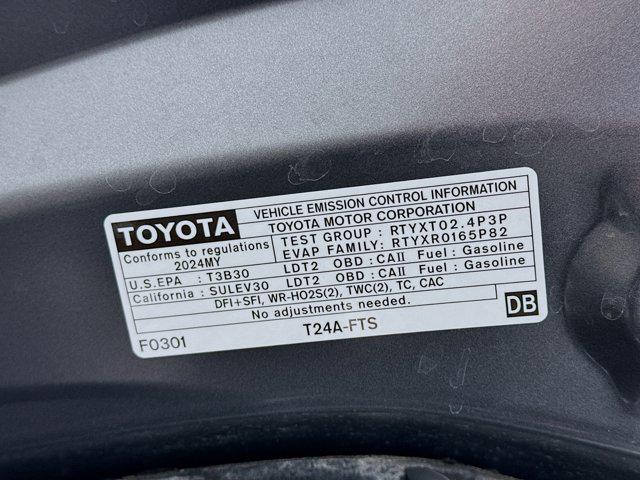 TOYOTA
VEHICLE EMISSION CONTROL INFORMATION
TOYOTA MOTOR CORPORATION
Conforms to regulations
2024MY
TEST GROUP : RTYXT02.4P3P
EVAP FAMILY: RTYXR0165P82
U.S.EPA : T3B30 LDT2 OBD : CAII Fuel : Gasoline
California : SULEV30 LDT2 OBD : CAII Fuel : Gasoline
DFI+SFI, WR-HO2S(2), TWC(2), TC, CAC
No adjustments needed.
F0301
T24A-FTS
DB